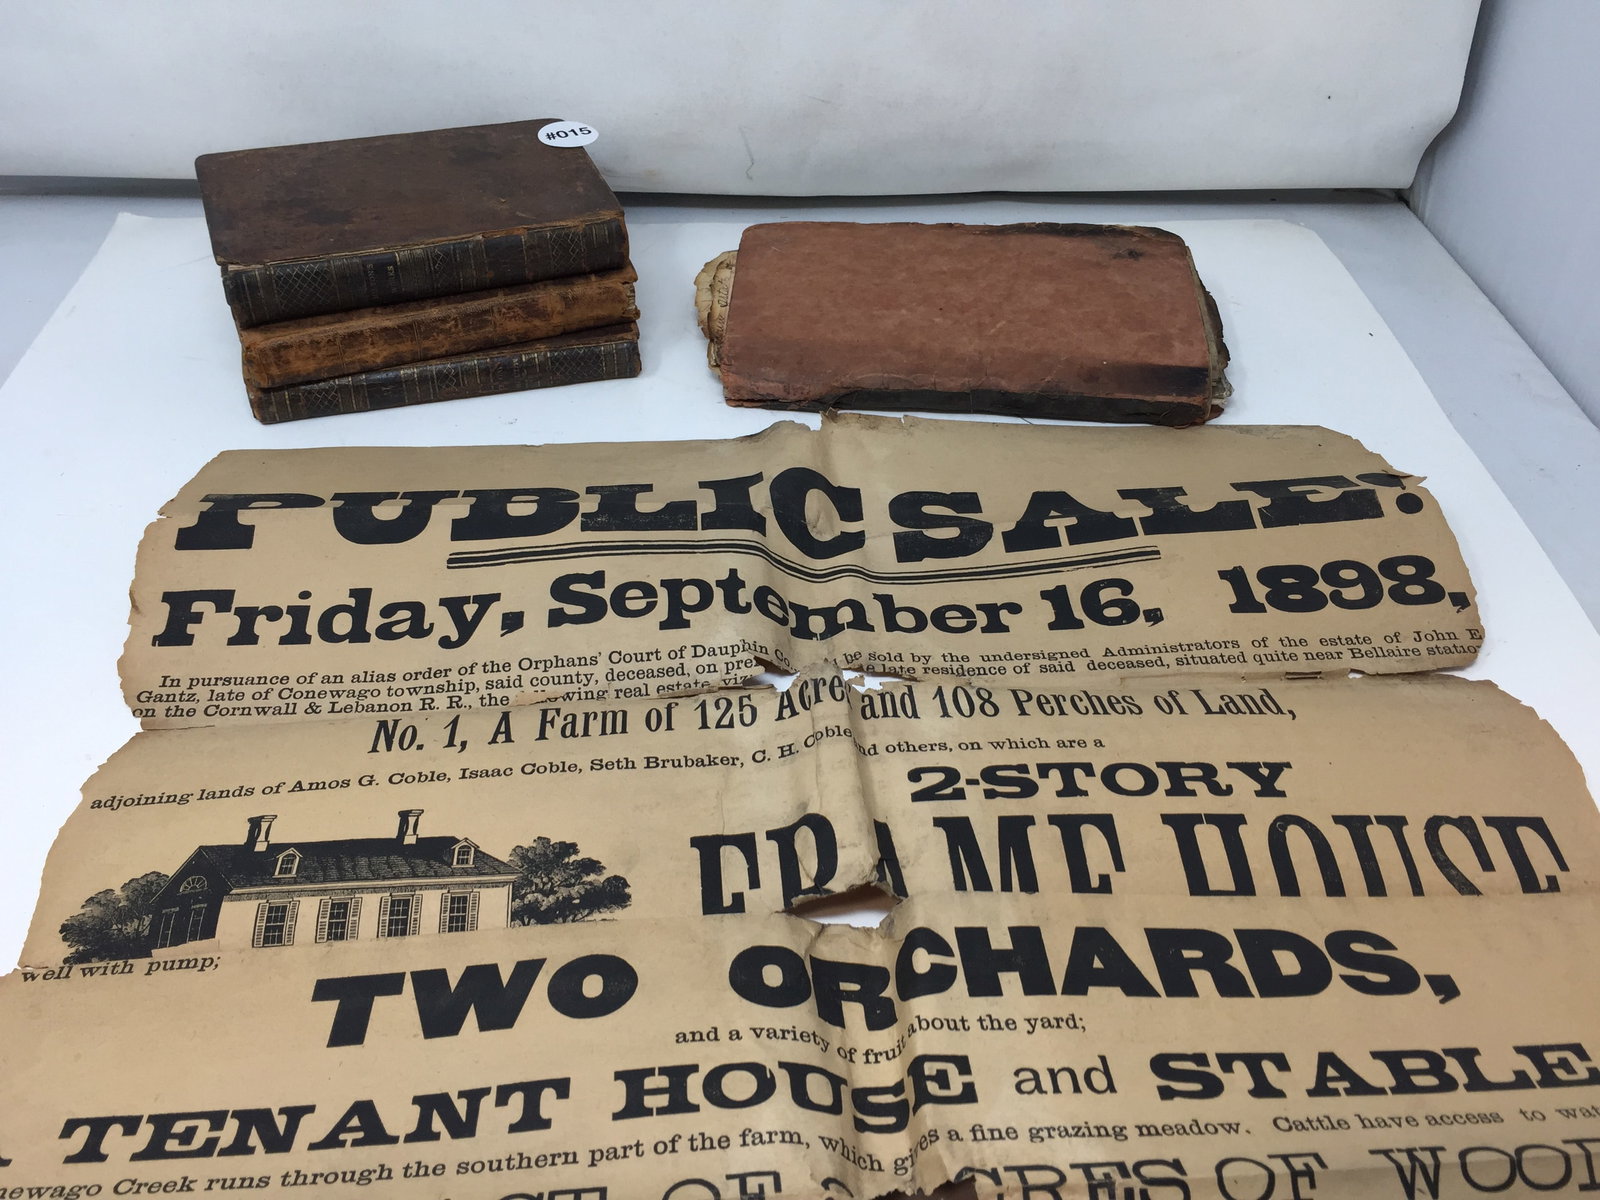 #015
PUBLIC SALE!
Friday, September 16, 1898,
In pursuance of an alias order of the Orphans' Court of Dauphin Co be sold by the undersigned Administrators of the estate of John E
Gantz, late of Conewago township, said county, deceased, on late residence of said deceased, situated quite near Bellaire station
on the Cornwall & Lebanon R. R., the following real estate, viz
No. 1, A Farm of 125 Acres and 108 Perches of Land,
adjoining lands of Amos G. Coble, Isaac Coble, Seth Brubaker, C. H. Coble and others, on which are a
2-STORY
FRAME HOUSE
well with pump;
TWO ORCHARDS,
and a variety of fruit about the yard;
A TENANT HOUSE and STABLE
newago Creek runs through the southern part of the farm, which gives a fine grazing meadow. Cattle have access to wat
OF ACRES OF WOOD